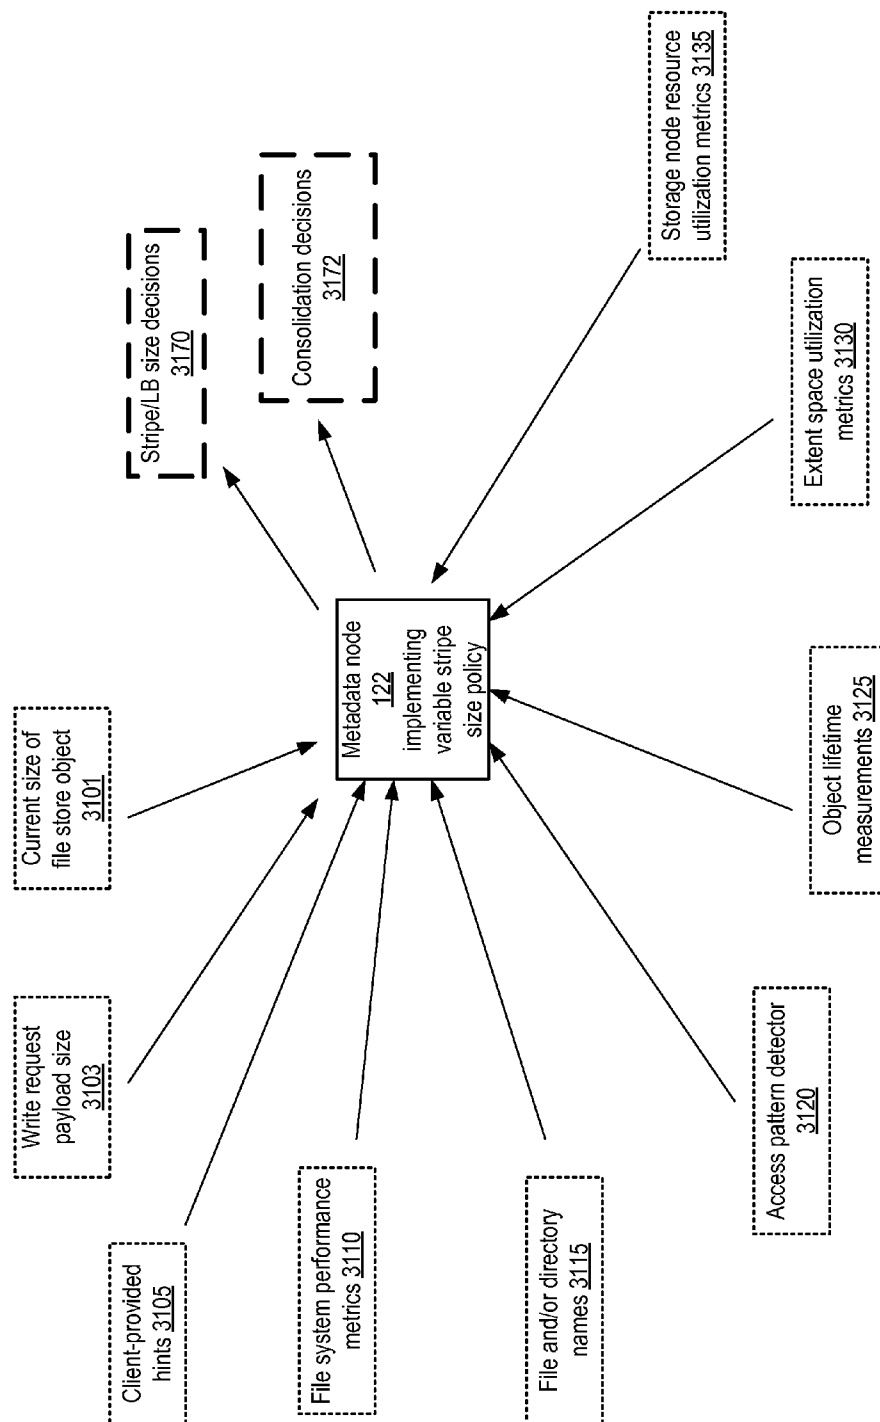 Stripe/LB size decisions
3170
Consolidation decisions
3172
Current size of
file store object
3101
Write request
payload size
3103
Client-provided
hints 3105
File system performance
metrics 3110
File and/or directory
names 3115
Access pattern detector
3120
Object lifetime
measurements 3125
Extent space utilization
metrics 3130
Storage node resource
utilization metrics 3135
Metadata node
122
implementing
variable stripe
size policy